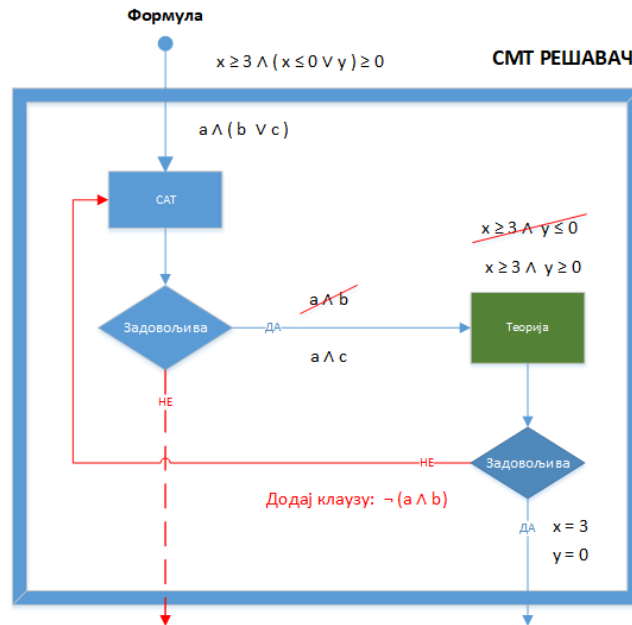 Формула
x ≥ 3 ∧ ( x ≤ 0 ∨ y ) ≥ 0
СМТ РЕШАВАЧ
a ∧ ( b ∨ c )
САТ
x ≥ 3 ∧ y ≤ 0
x ≥ 3 ∧ y ≥ 0
a ∧ b
Задовољива
ДА
Теорија
a ∧ c
НЕ
НЕ
Задовољива
Додај клаузу: ¬ (a ∧ b)
ДА
x = 3
y = 0